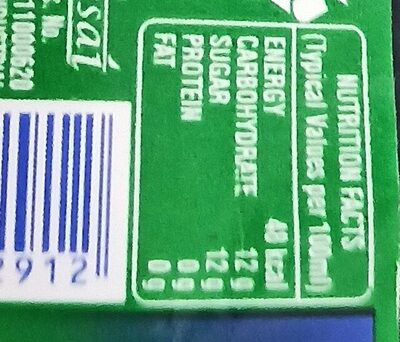 NUTRITION FACTS
(Typical Values per 100ml)
ENERGY 48 kcal
CARBOHYDRATE 12 g
SUGAR 12 g
PROTEIN 0 g
FAT 0 g
sai
. No.
11000620
912